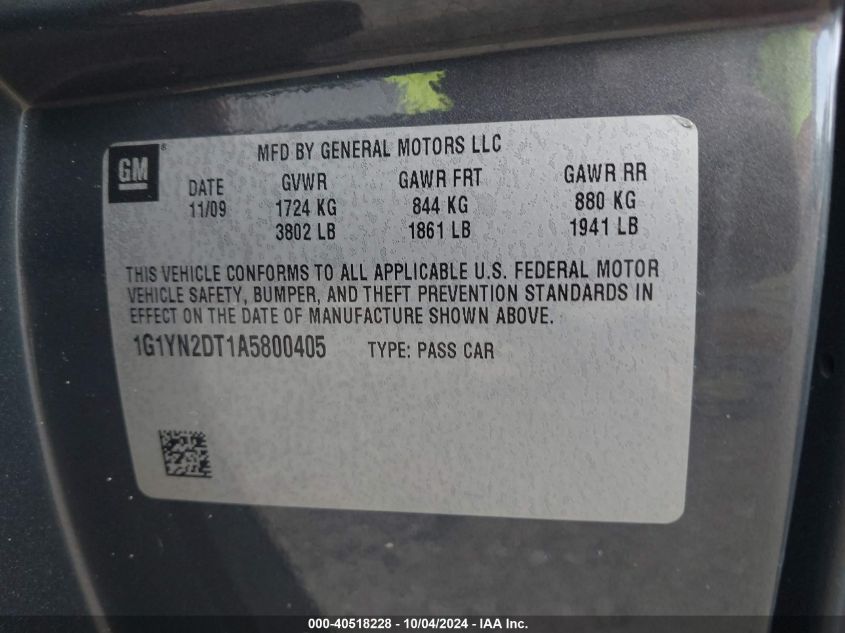 GM®
MFD BY GENERAL MOTORS LLC
DATE GVWR GAWR FRT GAWR RR
11/09 1724 KG 844 KG 880 KG
3802 LB 1861 LB 1941 LB
THIS VEHICLE CONFORMS TO ALL APPLICABLE U.S. FEDERAL MOTOR
VEHICLE SAFETY, BUMPER, AND THEFT PREVENTION STANDARDS IN
EFFECT ON THE DATE OF MANUFACTURE SHOWN ABOVE.
1G1YN2DT1A5800405 TYPE: PASS CAR
000-40518228 - 10/04/2024 - IAA Inc.